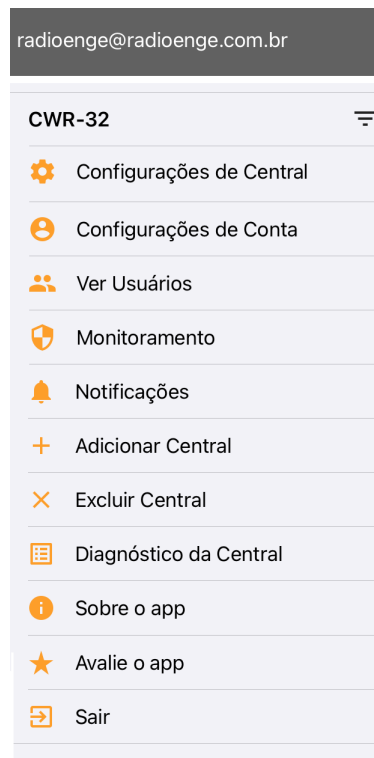 radioenge@radioenge.com.br
CWR-32
Configurações de Central
Configurações de Conta
Ver Usuários
Monitoramento
Notificações
Adicionar Central
Excluir Central
Diagnóstico da Central
Sobre o app
Avalie o app
Sair